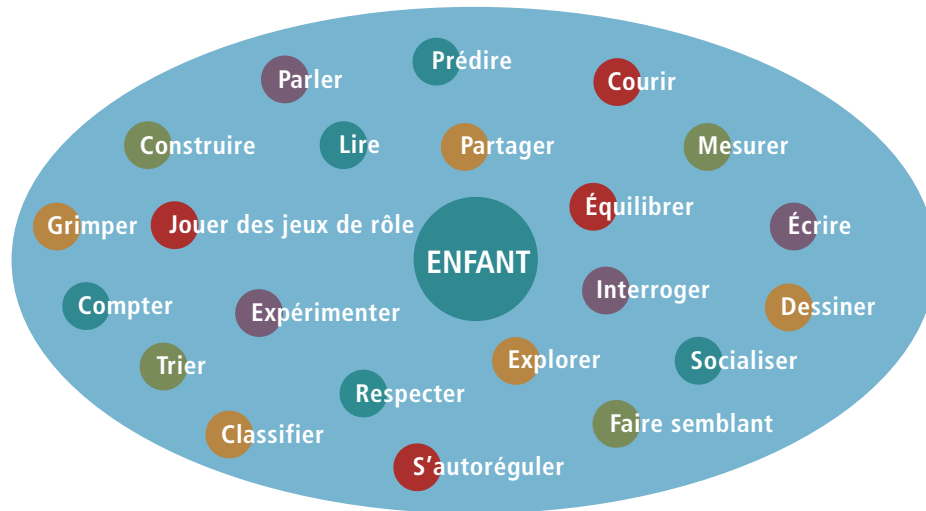 Prédire
Parler
Courir
Construire
Lire
Partager
Mesurer
Équilibrer
Grimper
Jouer des jeux de rôle
Écrire
ENFANT
Interroger
Compter
Expérimenter
Dessiner
Explorer
Socialiser
Trier
Respecter
Faire semblant
Classifier
S’autoréguler